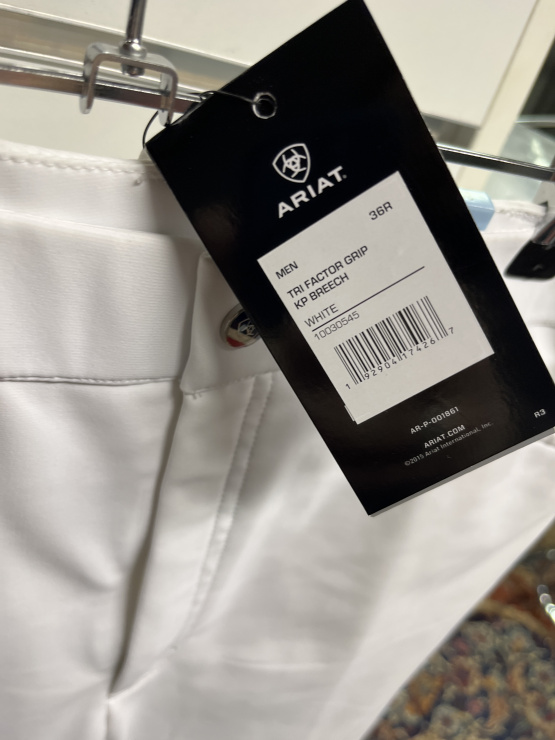 ARIAT®
36R
MEN
TRI FACTOR GRIP
KP BREECH
WHITE
10030545
1 92904 17426 7
AR-P-001661
R3
ARIAT.COM
©2015 Ariat International, Inc.